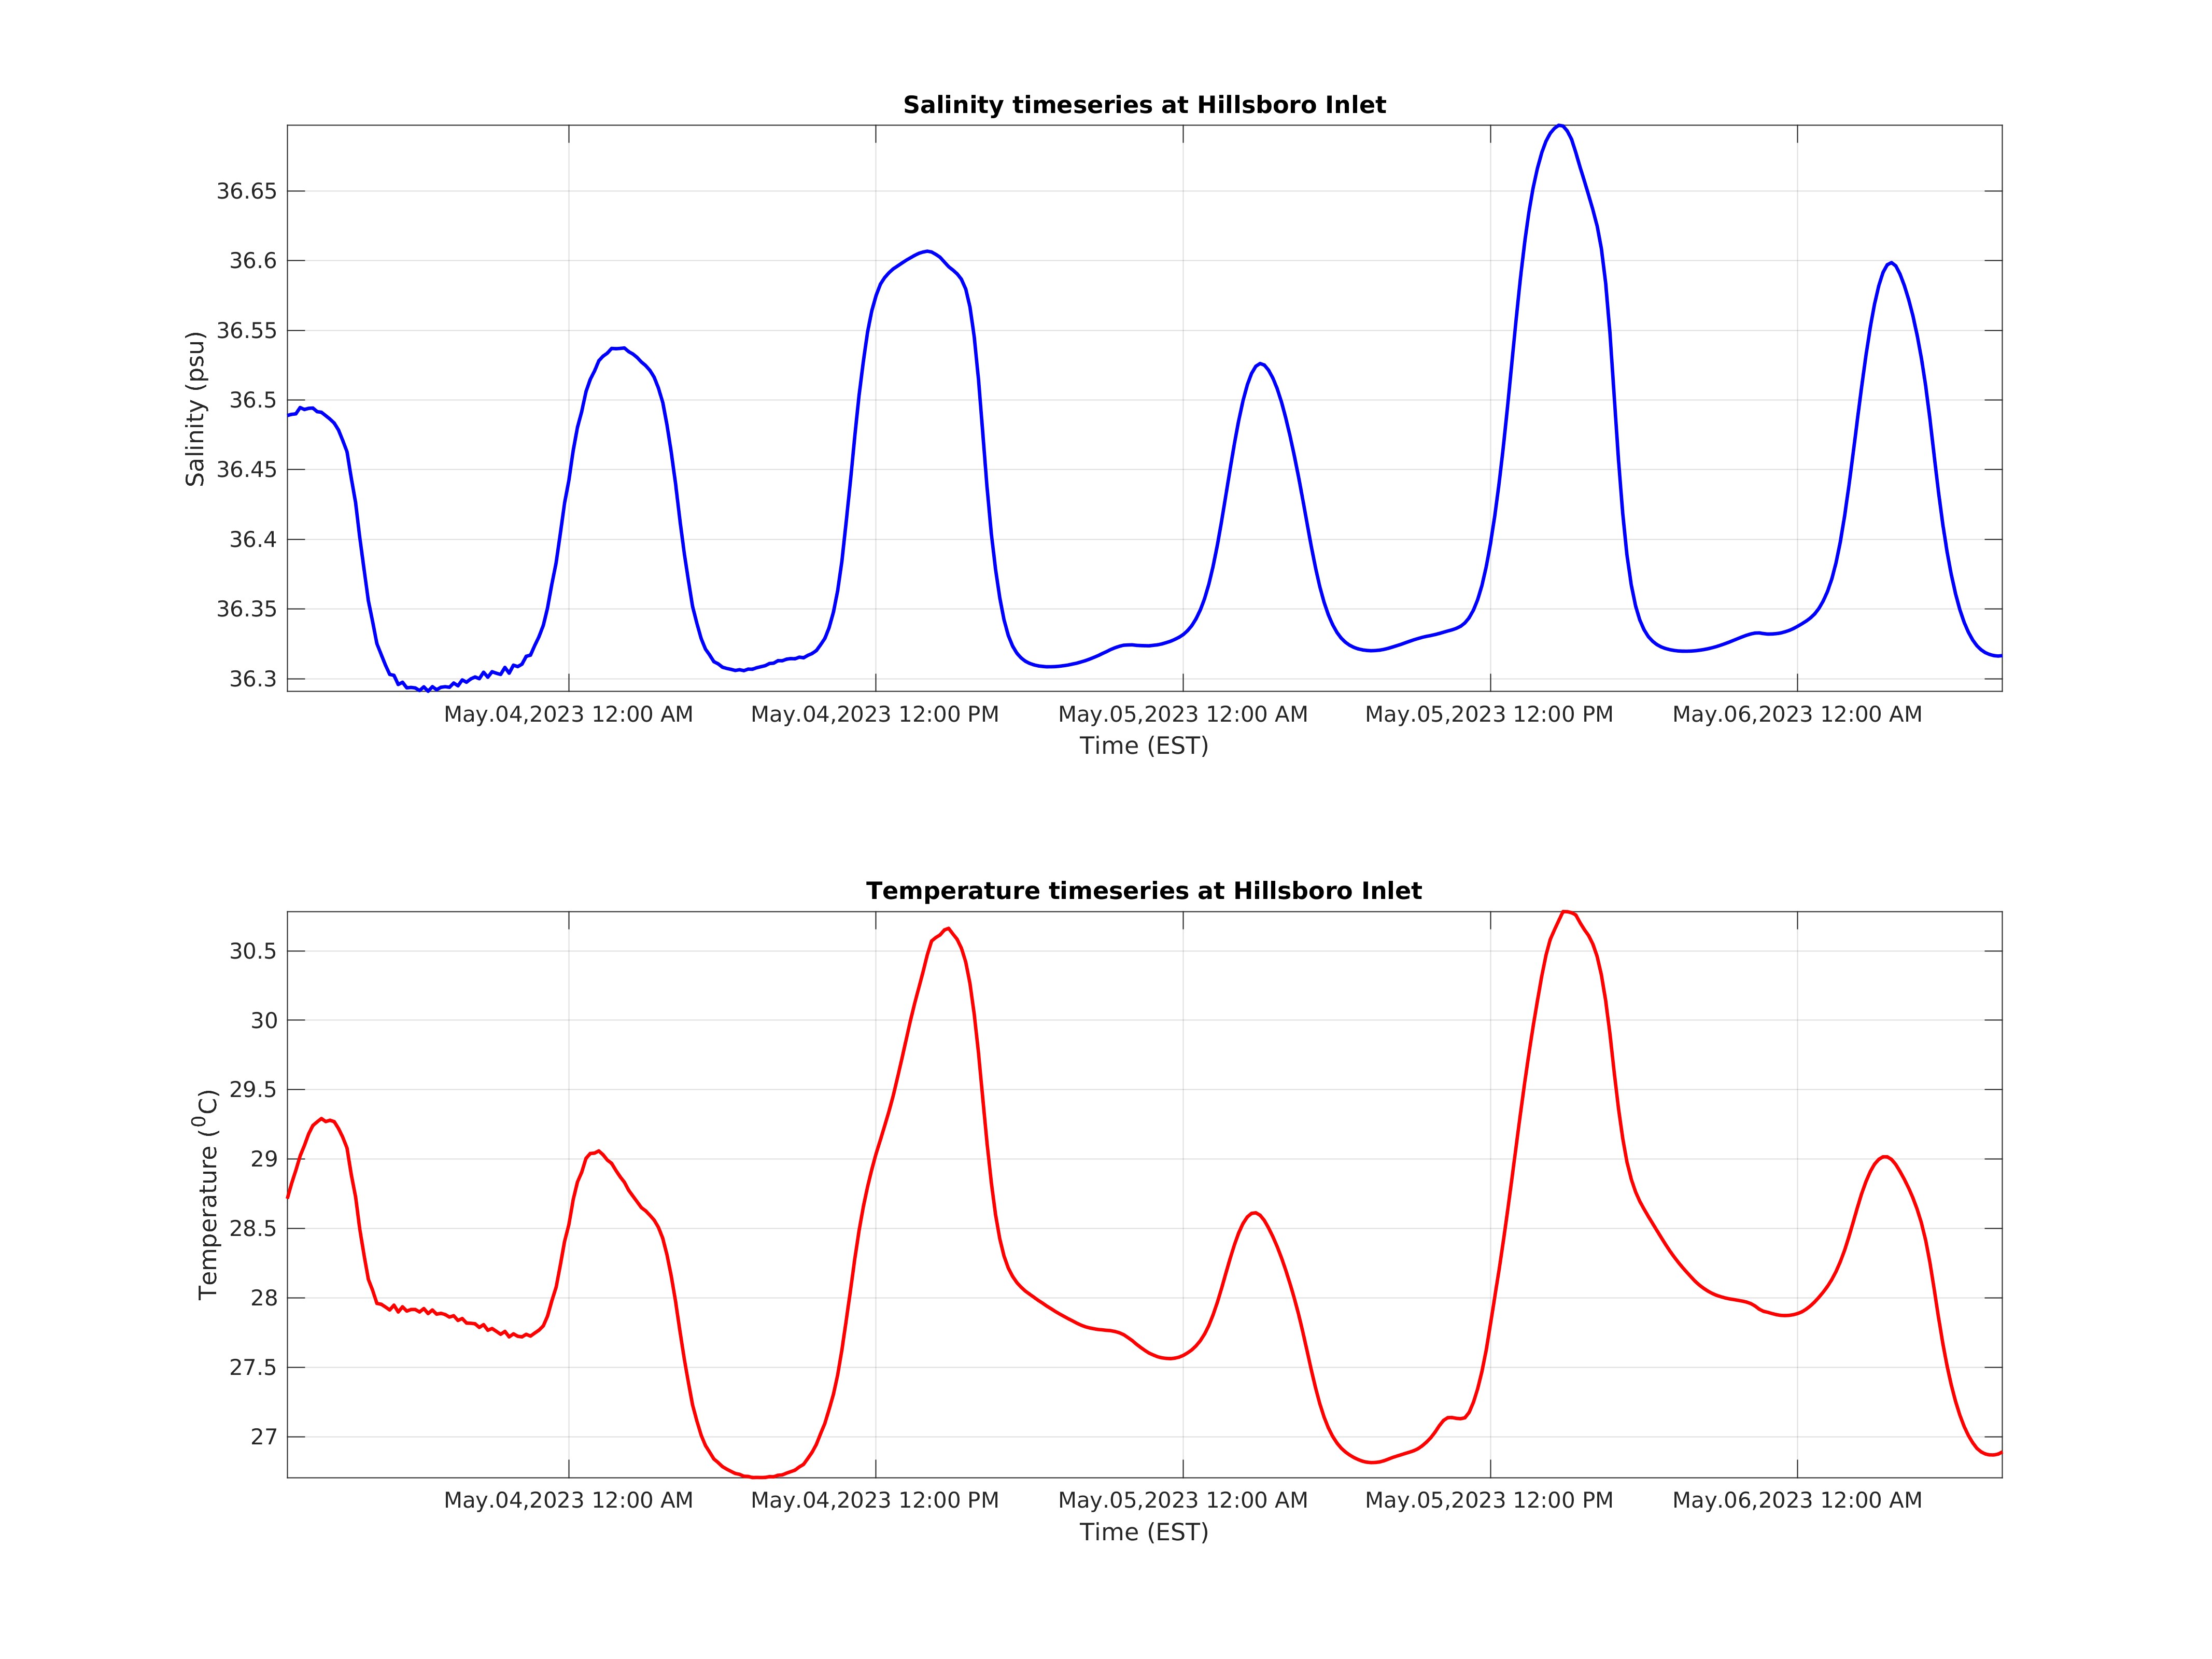 Salinity timeseries at Hillsboro Inlet
Salinity (psu)
36.65
36.6
36.55
36.5
36.45
36.4
36.35
36.3
May.04,2023 12:00 AM May.04,2023 12:00 PM May.05,2023 12:00 AM May.05,2023 12:00 PM May.06,2023 12:00 AM
Time (EST)
Temperature timeseries at Hillsboro Inlet
Temperature (⁰C)
30.5
30
29.5
29
28.5
28
27.5
27
May.04,2023 12:00 AM May.04,2023 12:00 PM May.05,2023 12:00 AM May.05,2023 12:00 PM May.06,2023 12:00 AM
Time (EST)